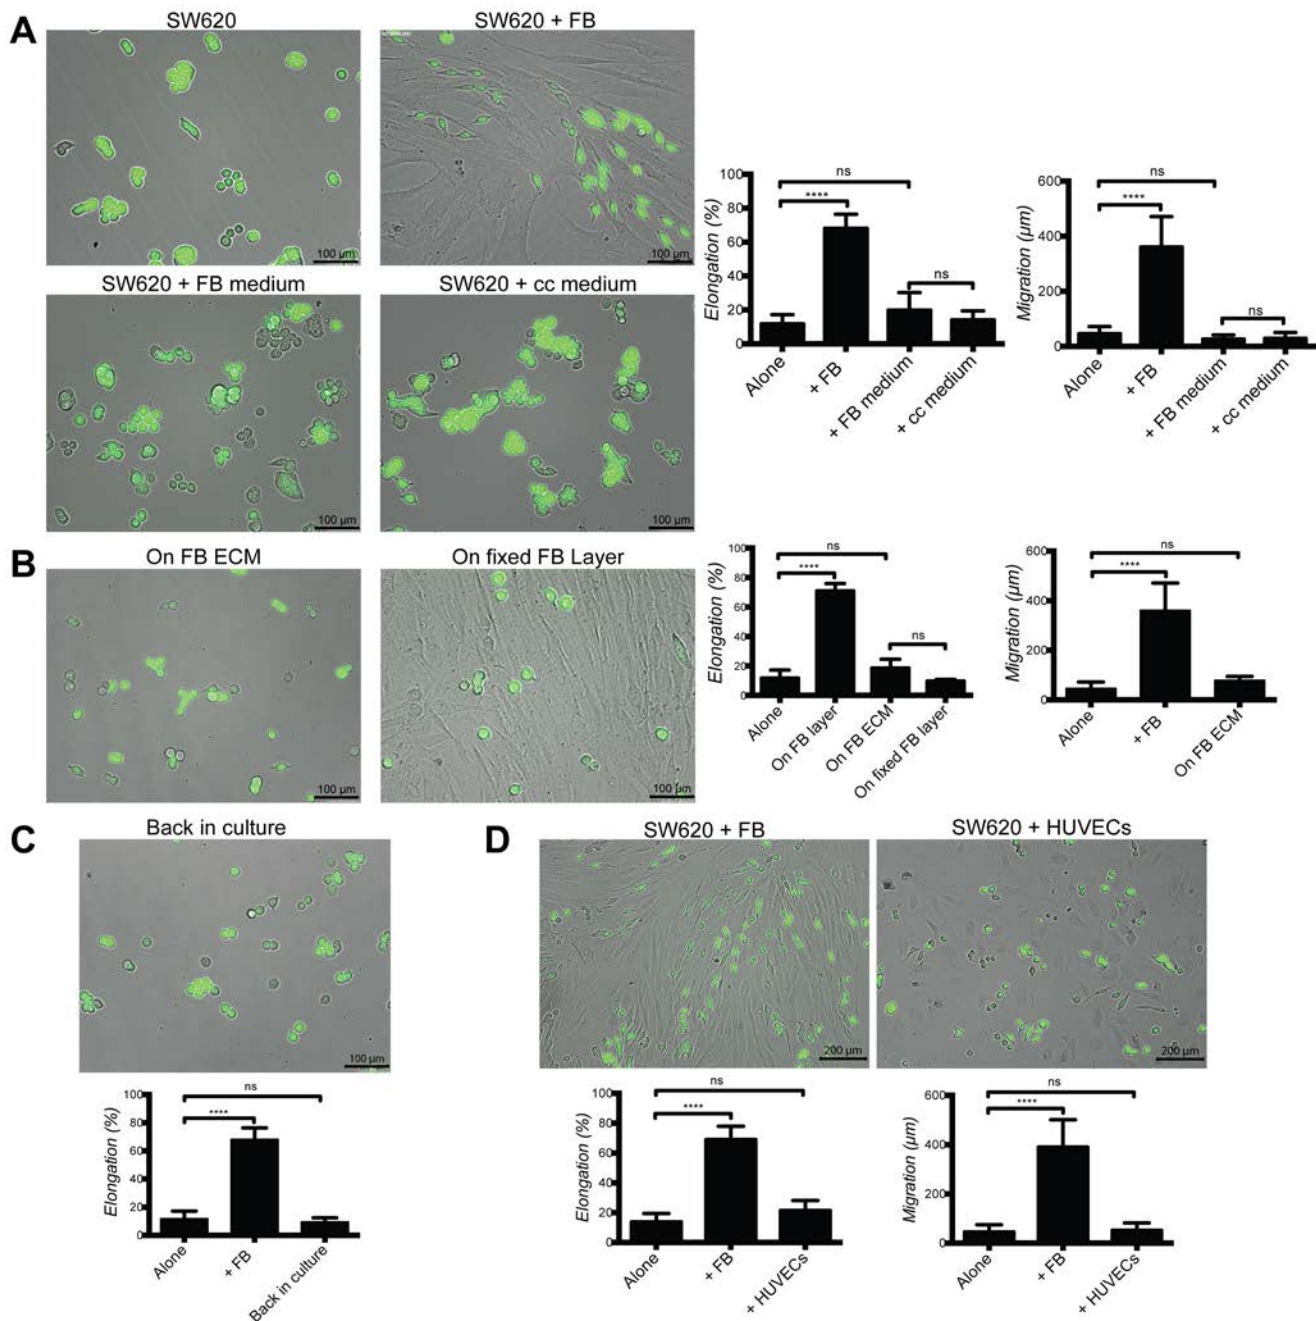 A
SW620
SW620 + FB
100 µm
100 µm
SW620 + FB medium
SW620 + cc medium
100 µm
100 µm
Elongation (%)
100
80
60
40
20
0
ns
****
ns
Alone
+ FB
+ FB medium
+ cc medium
Migration (µm)
600
400
200
0
ns
****
ns
Alone
+ FB
+ FB medium
+ cc medium
B
On FB ECM
On fixed FB Layer
100 µm
100 µm
Elongation (%)
100
80
60
40
20
0
ns
****
ns
Alone
On FB layer
On FB ECM
On fixed FB layer
Migration (µm)
600
400
200
0
ns
****
Alone
+ FB
On FB ECM
C
Back in culture
100 µm
Elongation (%)
100
80
60
40
20
0
ns
****
Alone
+ FB
Back in culture
D
SW620 + FB
SW620 + HUVECs
200 µm
200 µm
Elongation (%)
100
80
60
40
20
0
ns
****
Alone
+ FB
+ HUVECs
Migration (µm)
600
400
200
0
ns
****
Alone
+ FB
+ HUVECs